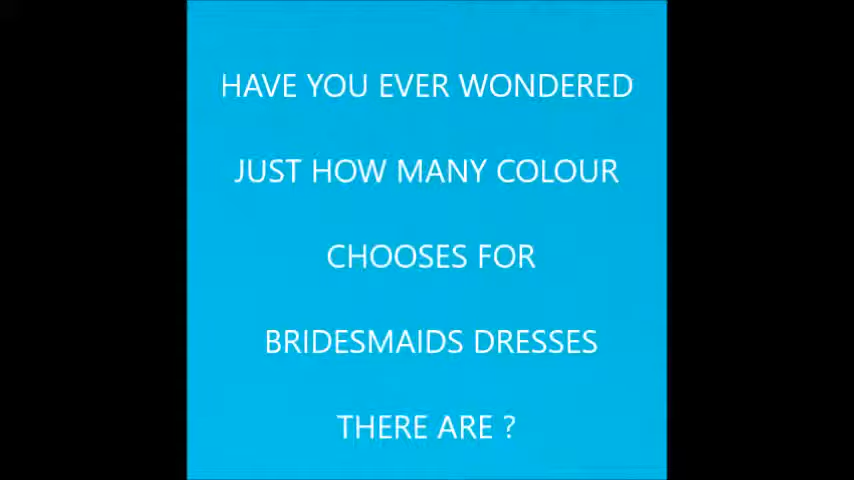 HAVE YOU EVER WONDERED
JUST HOW MANY COLOUR
CHOOSES FOR
BRIDESMAIDS DRESSES
THERE ARE ?